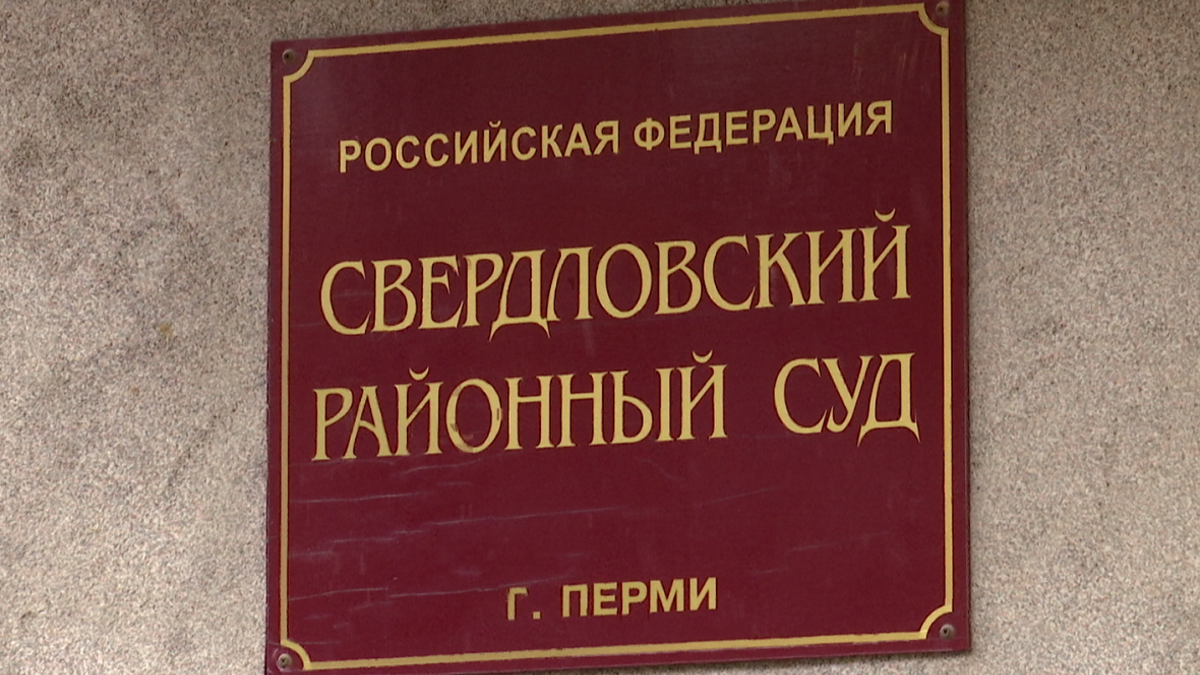 РОССИЙСКАЯ ФЕДЕРАЦИЯ
СВЕРДЛОВСКИЙ
РАЙОННЫЙ СУД
Г. ПЕРМИ